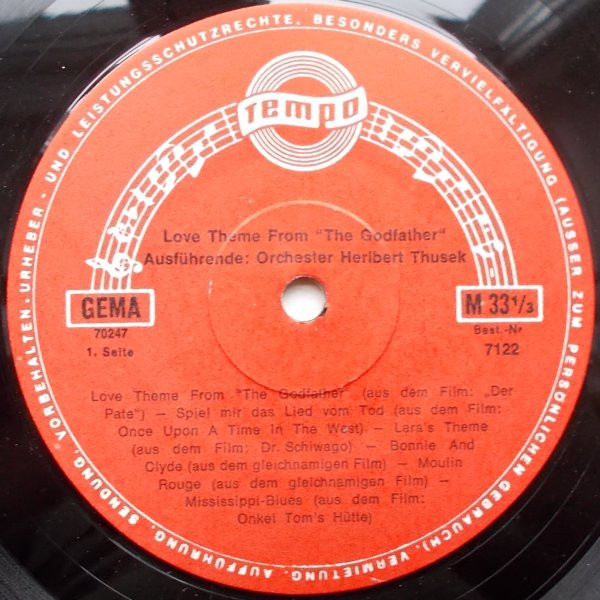 URHEBER- UND LEISTUNGSSCHUTZRECHTE, BESONDERS VERVIELFÄLTIGUNG (AUSSER ZUM PERSÖNLICHEN GEBRAUCH), VERMIETUNG, AUFFÜHRUNG, SENDUNG, VORBEHALTEN.
Tempo
Love Theme From "The Godfather"
Ausführende: Orchester Heribert Thusek
GEMA
M 33 1/3
70247
Best.-Nr
1. Seite
7122
Love Theme From "The Godfather" (aus dem Film: „Der
Pate") — Spiel mir das Lied vom Tod (aus dem Film:
Once Upon A Time In The West) — Lara's Theme
(aus dem Film: Dr. Schiwago) — Bonnie And
Clyde (aus dem gleichnamigen Film) — Moulin
Rouge (aus dem gleichnamigen Film) —
Mississippi-Blues (aus dem Film:
Onkel Tom's Hütte)